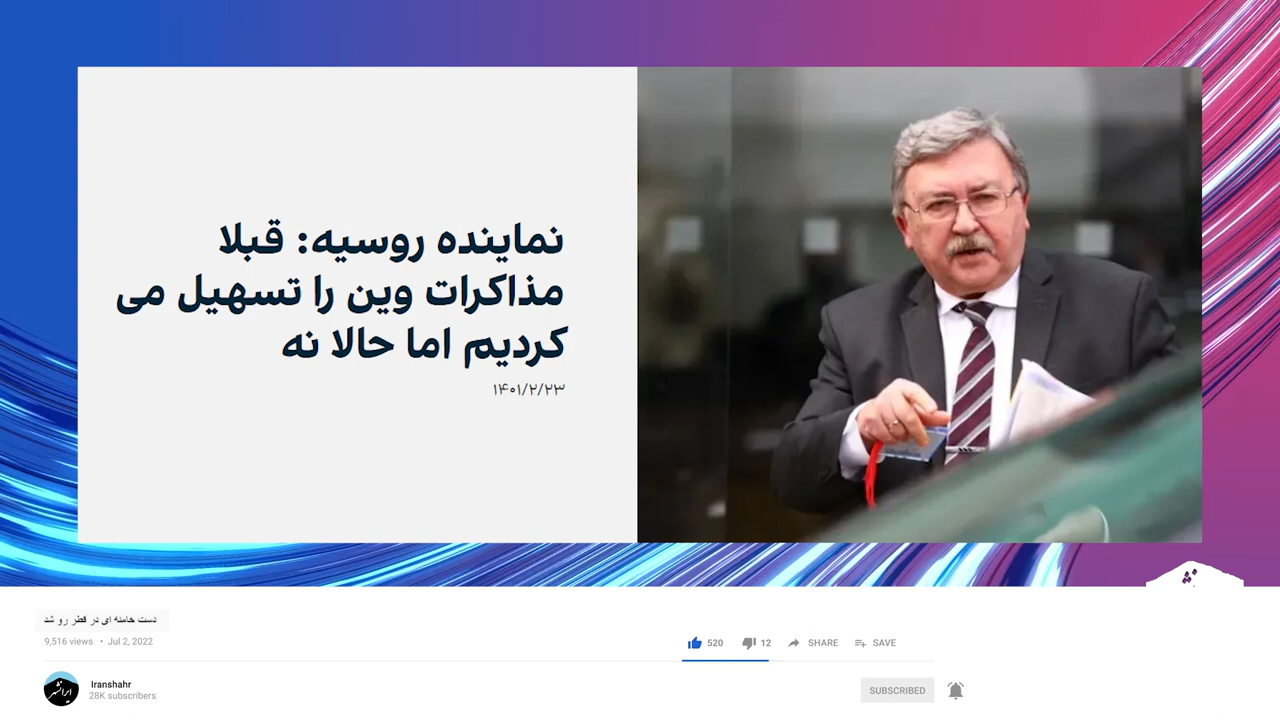 نماینده روسیه: قبلا
مذاکرات وین را تسهیل می
کردیم اما حالا نه
۱۴۰۱/۲/۲۳
دست خامنه ای در قطر رو شد
9,516 views • Jul 2, 2022
520 12 SHARE SAVE
ایرانشهر
Iranshahr
28K subscribers
SUBSCRIBED